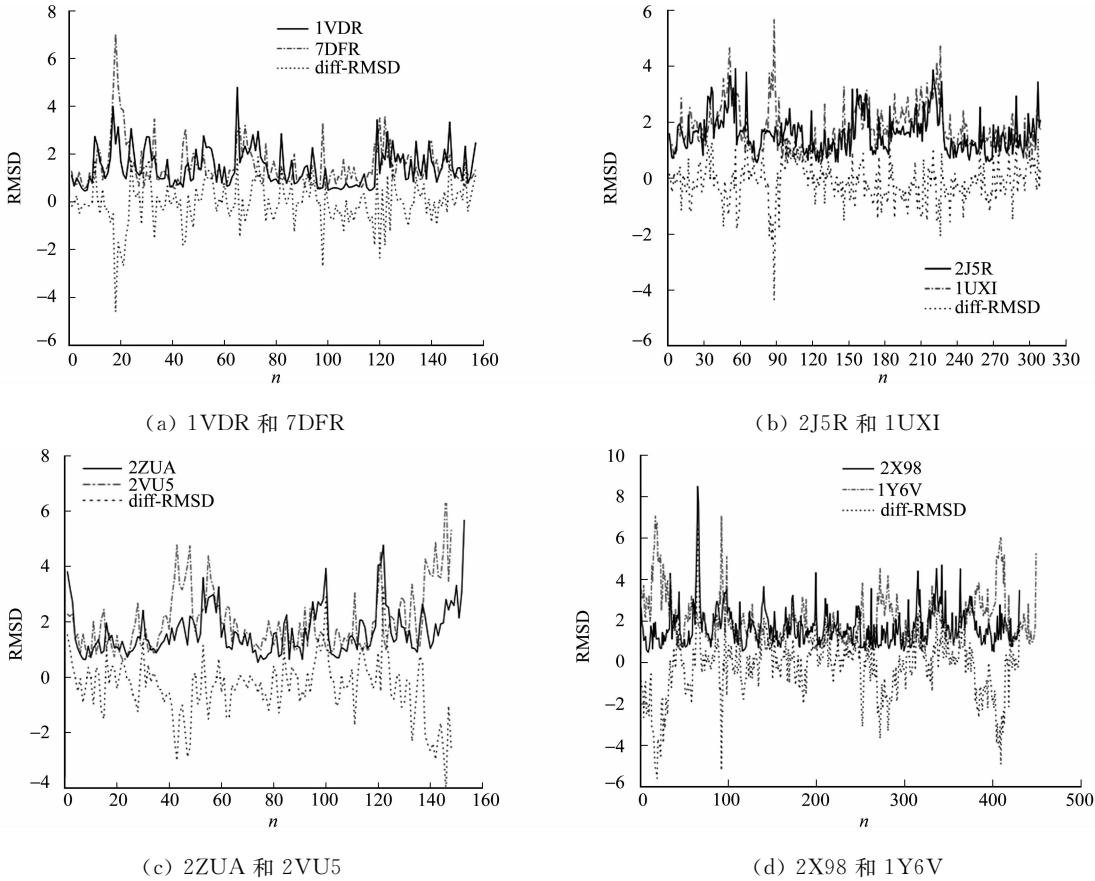 8
6
4
2
0
−2
−4
−6
RMSD
1VDR
7DFR
diff-RMSD
0 20 40 60 80 100 120 140 160
n
(a) 1VDR 和 7DFR
6
4
2
0
−2
−4
−6
RMSD
2J5R
1UXI
diff-RMSD
0 30 60 90 120 150 180 210 240 270 300 330
n
(b) 2J5R 和 1UXI
8
6
4
2
0
−2
−4
RMSD
2ZUA
2VU5
diff-RMSD
0 20 40 60 80 100 120 140 160
n
(c) 2ZUA 和 2VU5
10
8
6
4
2
0
−2
−4
−6
RMSD
2X98
1Y6V
diff-RMSD
0 100 200 300 400 500
n
(d) 2X98 和 1Y6V